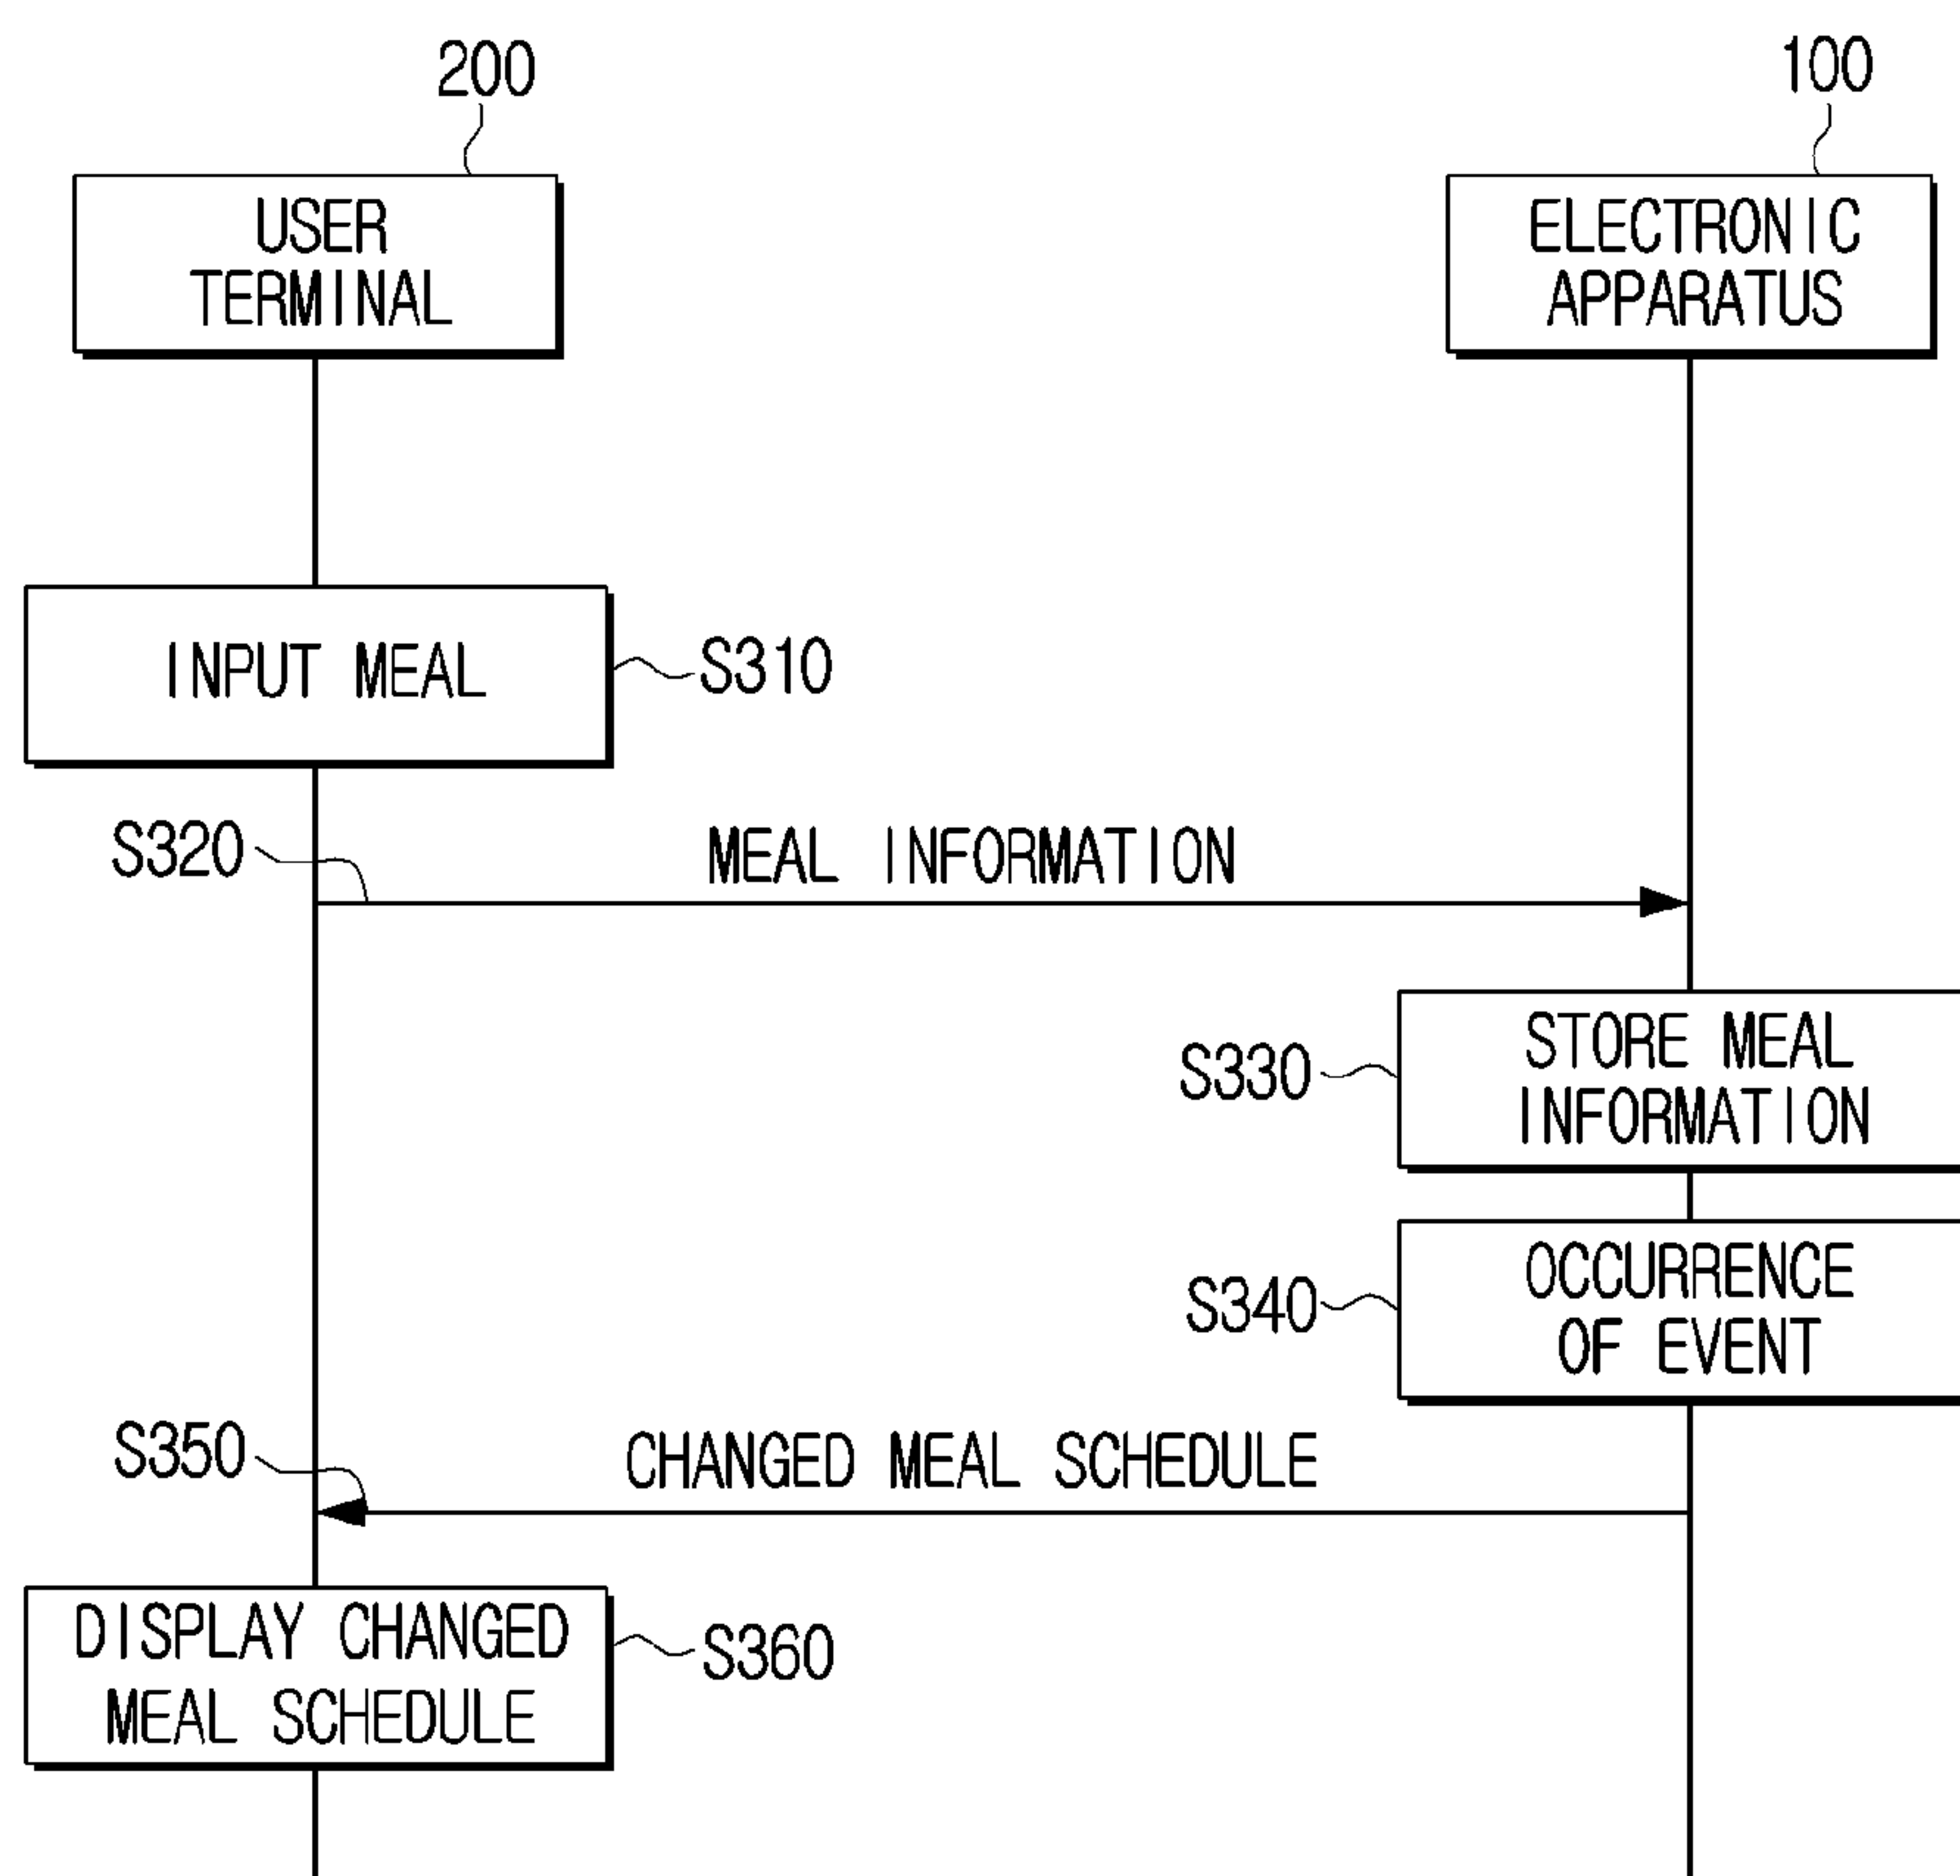 200
100
USER
TERMINAL
ELECTRONIC
APPARATUS
INPUT MEAL
S310
S320
MEAL INFORMATION
S330
STORE MEAL
INFORMATION
S340
OCCURRENCE
OF EVENT
S350
CHANGED MEAL SCHEDULE
DISPLAY CHANGED
MEAL SCHEDULE
S360